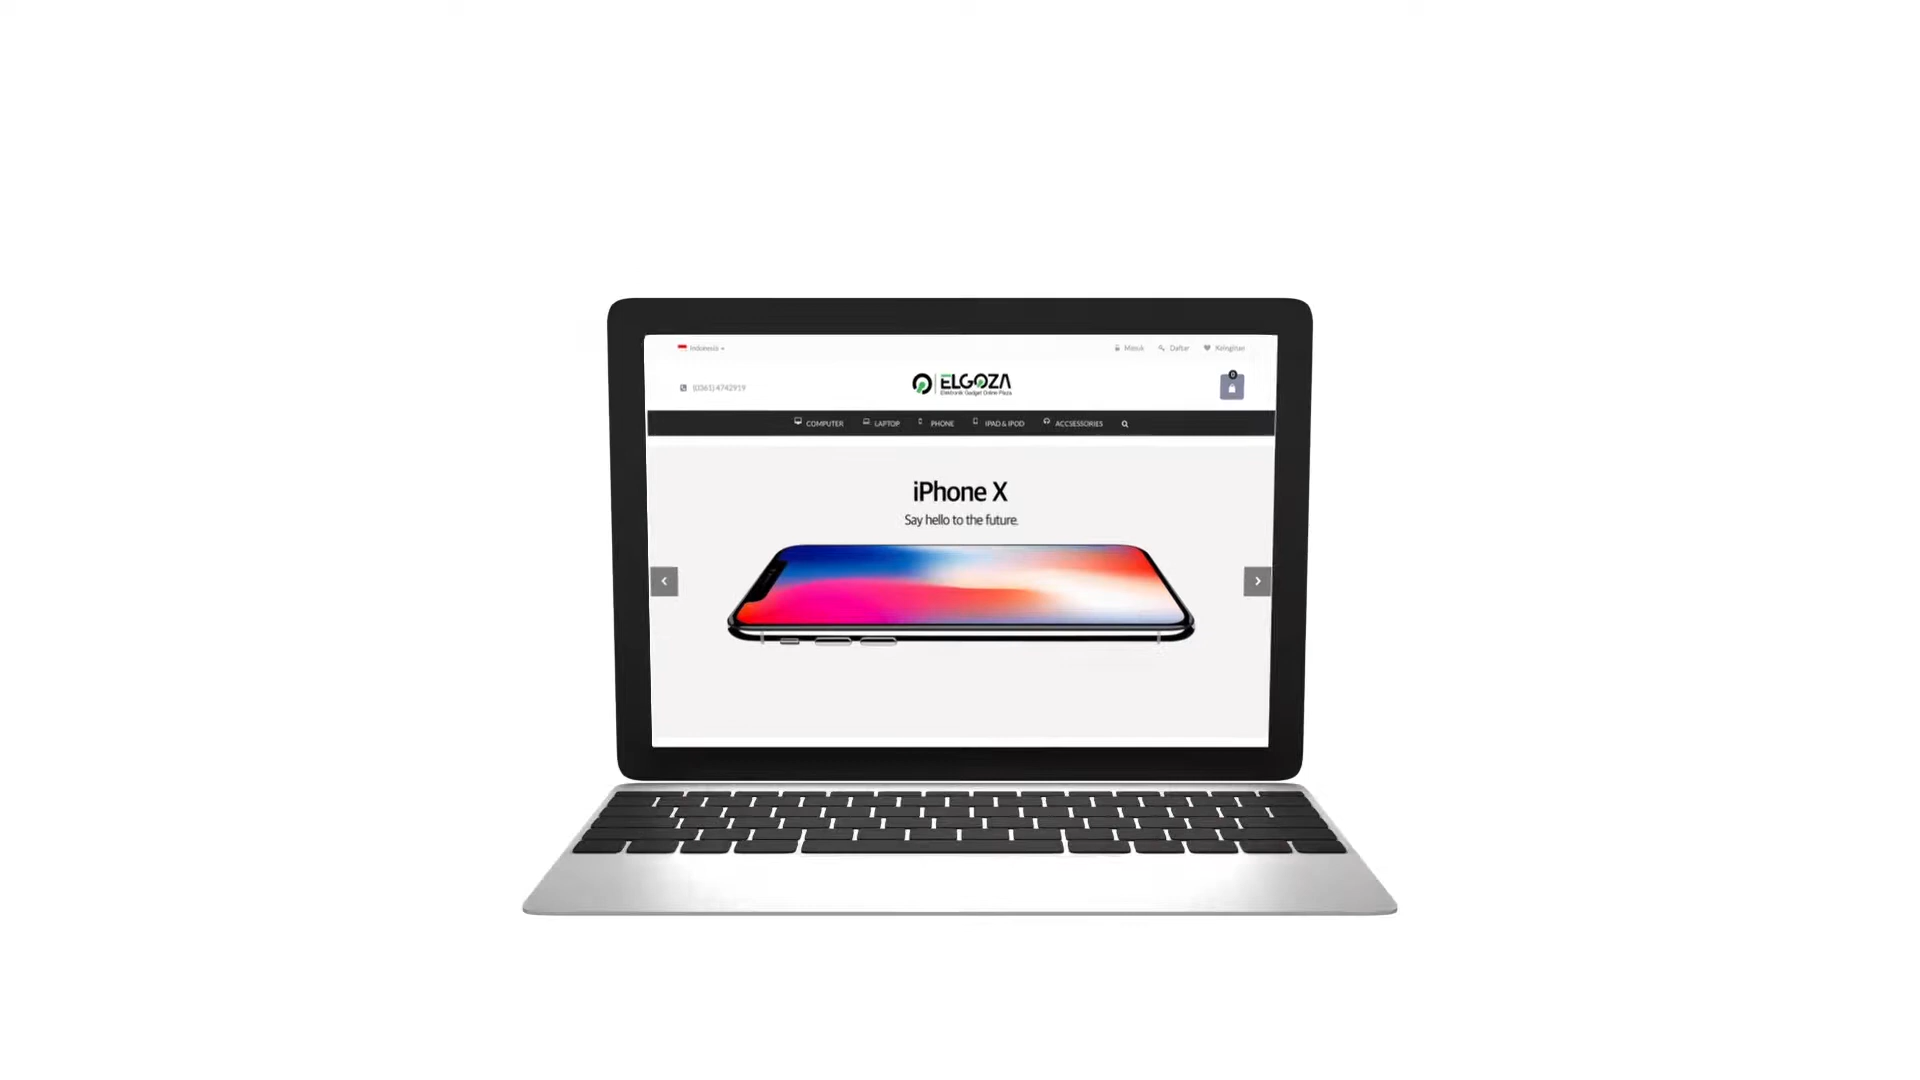 Indonesia
Masuk
Daftar
Keinginan
(0361) 4742919
ELGOZA
Elektronik Gadget Online Plaza
0
COMPUTER
LAPTOP
PHONE
IPAD & IPOD
ACCSESSORIES
iPhone X
Say hello to the future.